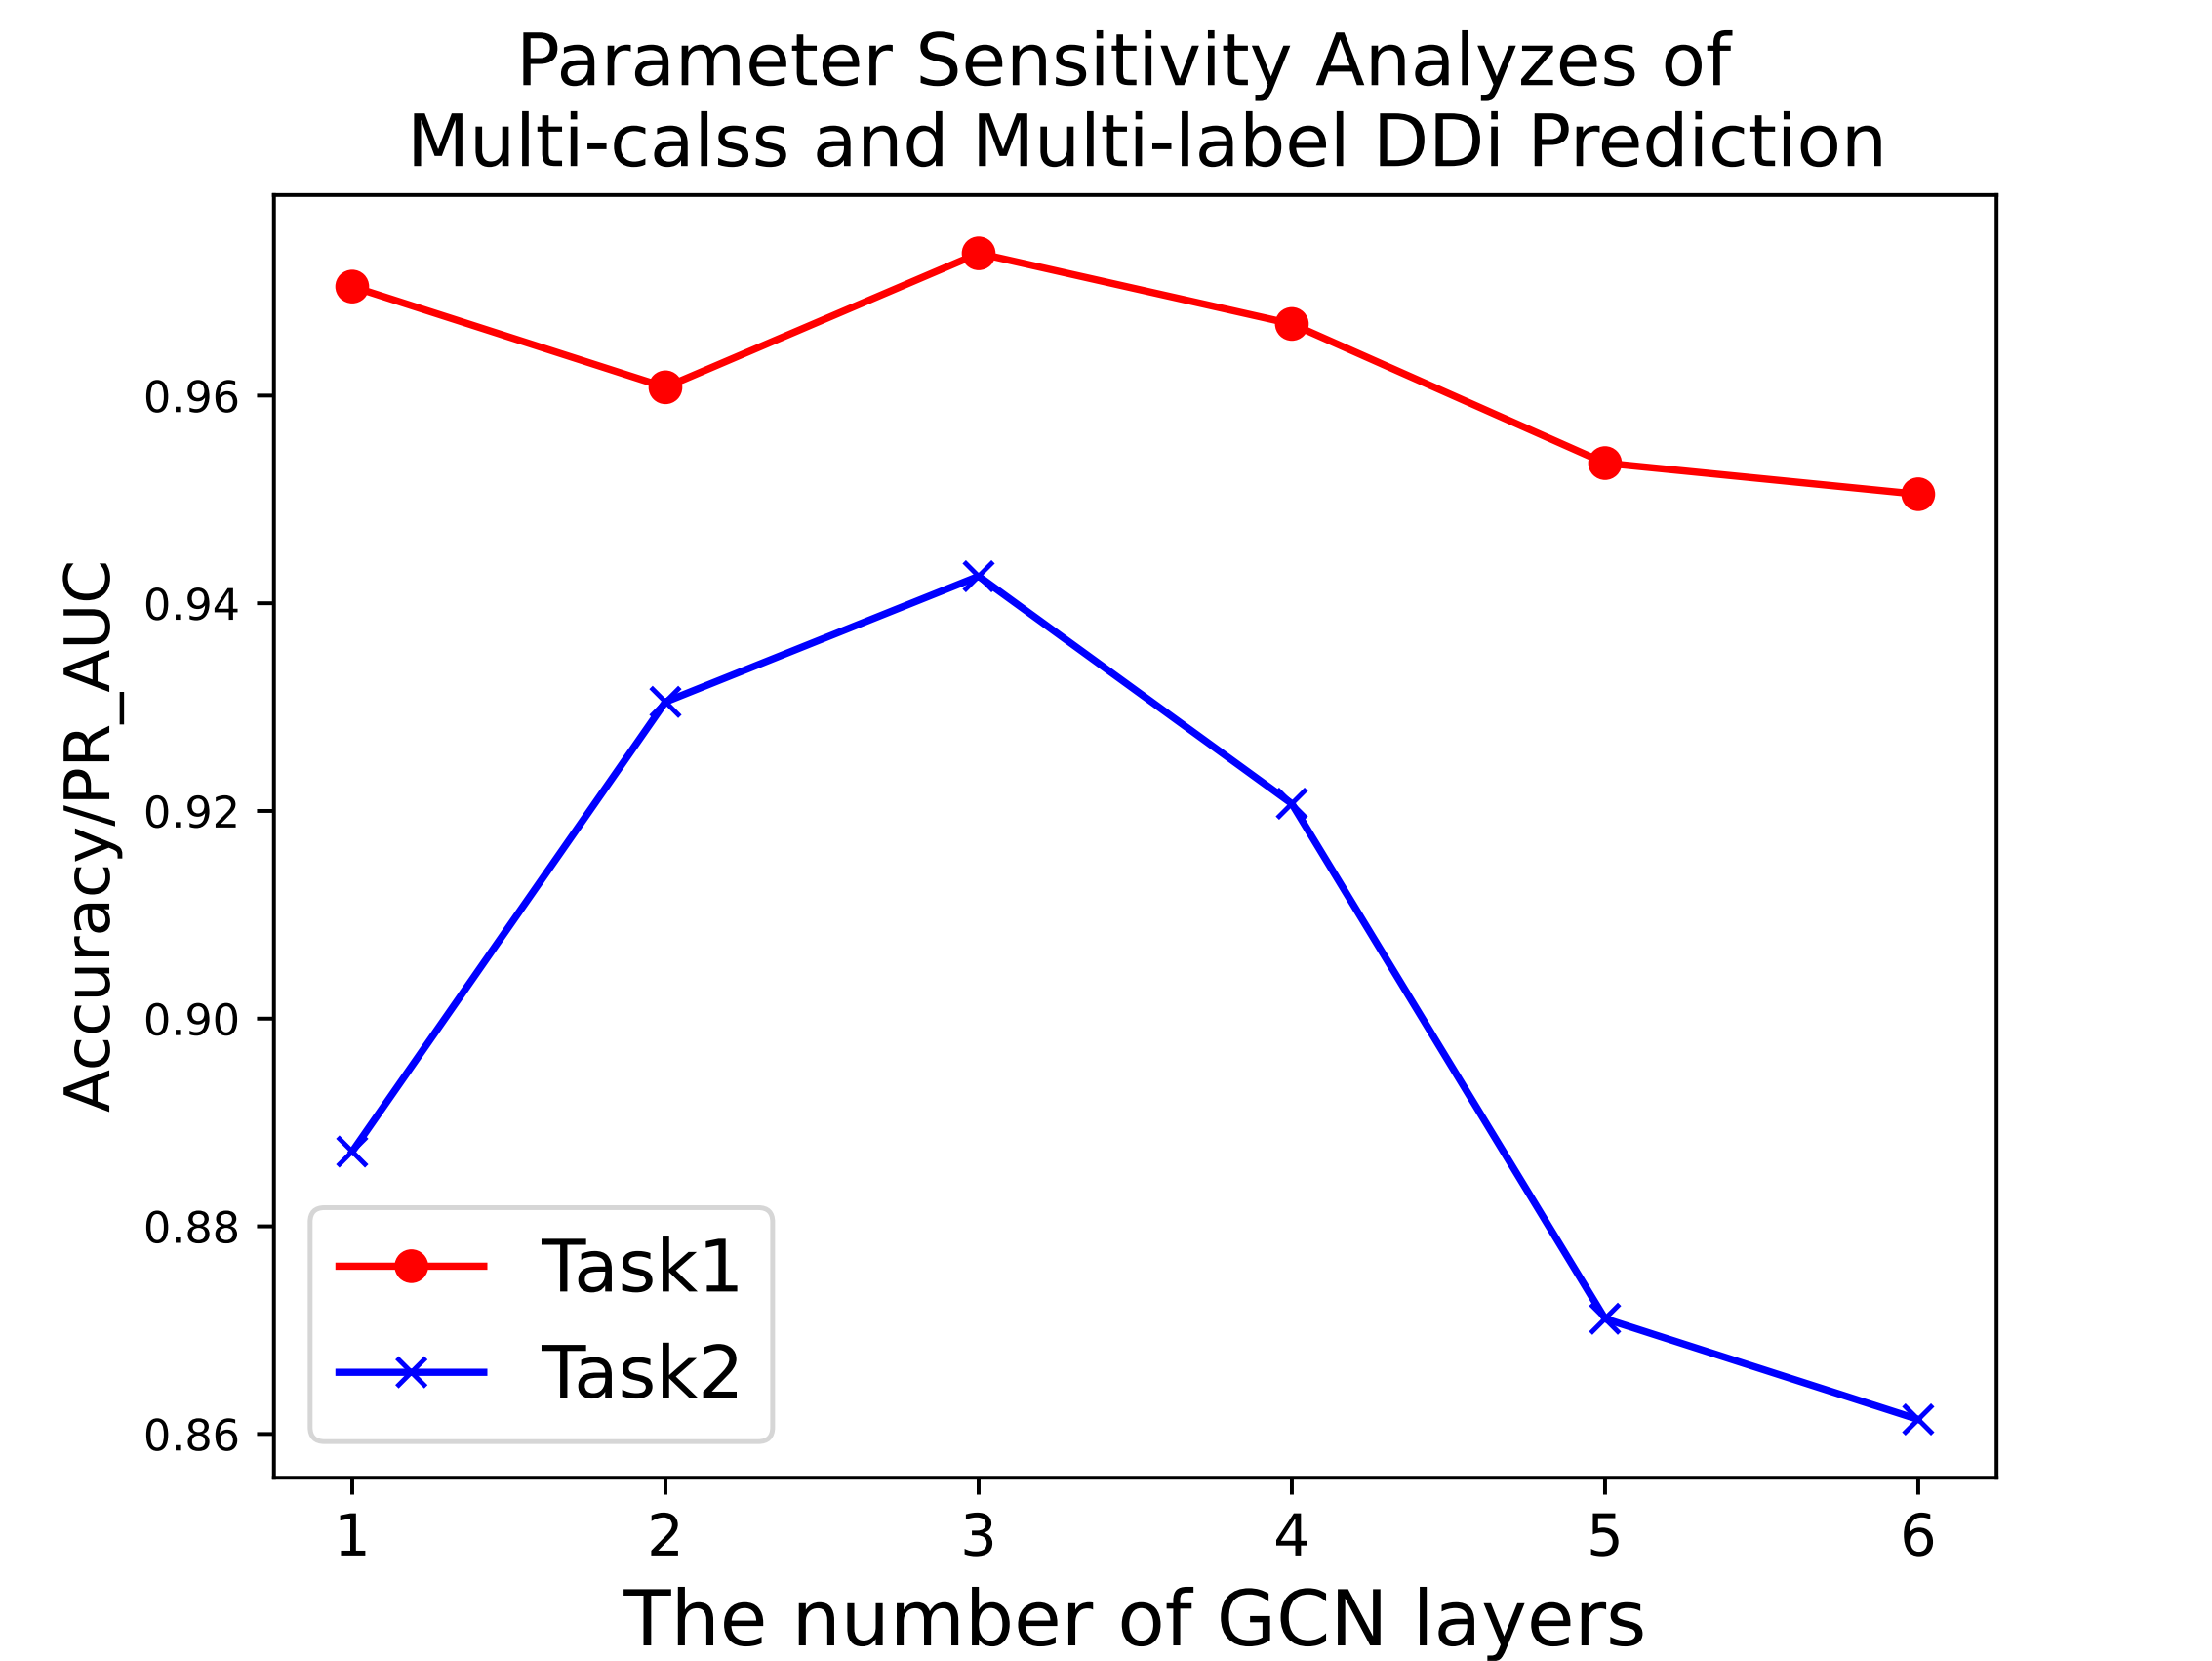 Parameter Sensitivity Analyzes of
Multi-calss and Multi-label DDi Prediction
Accuracy/PR_AUC
0.96
0.94
0.92
0.90
0.88
0.86
Task1
Task2
1 2 3 4 5 6
The number of GCN layers